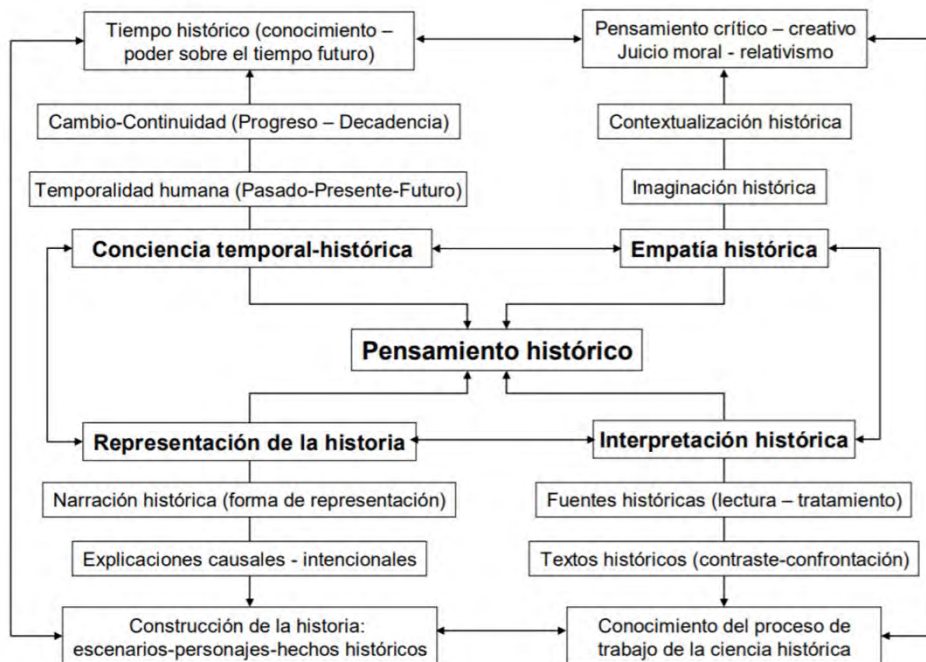 Tiempo histórico (conocimiento –
poder sobre el tiempo futuro)
Pensamiento crítico – creativo
Juicio moral - relativismo
Cambio-Continuidad (Progreso – Decadencia)
Contextualización histórica
Temporalidad humana (Pasado-Presente-Futuro)
Imaginación histórica
Conciencia temporal-histórica
Empatía histórica
Pensamiento histórico
Representación de la historia
Interpretación histórica
Narración histórica (forma de representación)
Fuentes históricas (lectura – tratamiento)
Explicaciones causales - intencionales
Textos históricos (contraste-confrontación)
Construcción de la historia:
escenarios-personajes-hechos históricos
Conocimiento del proceso de
trabajo de la ciencia histórica